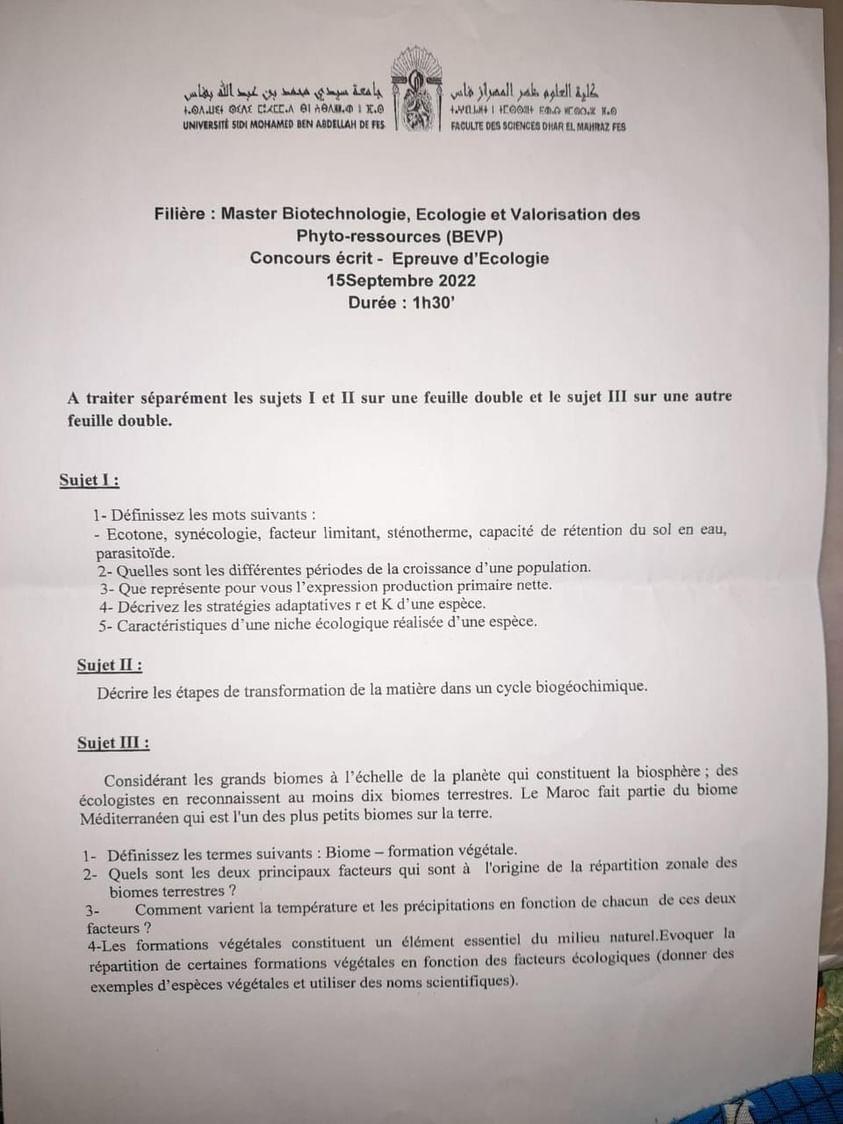 جامعة سيدي محمد بن عبد الله بفاس
كلية العلوم ظهر المهراز فاس
UNIVERSITÉ SIDI MOHAMED BEN ABDELLAH DE FES
FACULTE DES SCIENCES DHAR EL MAHRAZ FES
Filière : Master Biotechnologie, Ecologie et Valorisation des
Phyto-ressources (BEVP)
Concours écrit - Epreuve d’Ecologie
15Septembre 2022
Durée : 1h30’
A traiter séparément les sujets I et II sur une feuille double et le sujet III sur une autre
feuille double.
Sujet I :
1- Définissez les mots suivants :
- Ecotone, synécologie, facteur limitant, sténotherme, capacité de rétention du sol en eau,
parasitoïde.
2- Quelles sont les différentes périodes de la croissance d’une population.
3- Que représente pour vous l’expression production primaire nette.
4- Décrivez les stratégies adaptatives r et K d’une espèce.
5- Caractéristiques d’une niche écologique réalisée d’une espèce.
Sujet II :
Décrire les étapes de transformation de la matière dans un cycle biogéochimique.
Sujet III :
Considérant les grands biomes à l’échelle de la planète qui constituent la biosphère ; des
écologistes en reconnaissent au moins dix biomes terrestres. Le Maroc fait partie du biome
Méditerranéen qui est l'un des plus petits biomes sur la terre.
1- Définissez les termes suivants : Biome – formation végétale.
2- Quels sont les deux principaux facteurs qui sont à l'origine de la répartition zonale des
biomes terrestres ?
3- Comment varient la température et les précipitations en fonction de chacun de ces deux
facteurs ?
4-Les formations végétales constituent un élément essentiel du milieu naturel.Evoquer la
répartition de certaines formations végétales en fonction des facteurs écologiques (donner des
exemples d’espèces végétales et utiliser des noms scientifiques).